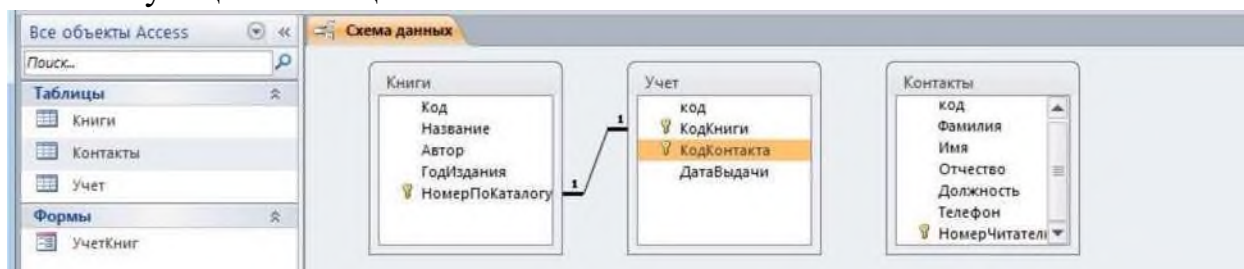 Все объекты Access
«
Схема данных
Поиск...
Таблицы
Книги
Контакты
Учет
Формы
УчетКниг
Книги
Код
Название
Автор
ГодИздания
НомерПоКаталогу
1
1
Учет
код
КодКниги
КодКонтакта
ДатаВыдачи
Контакты
код
Фамилия
Имя
Отчество
Должность
Телефон